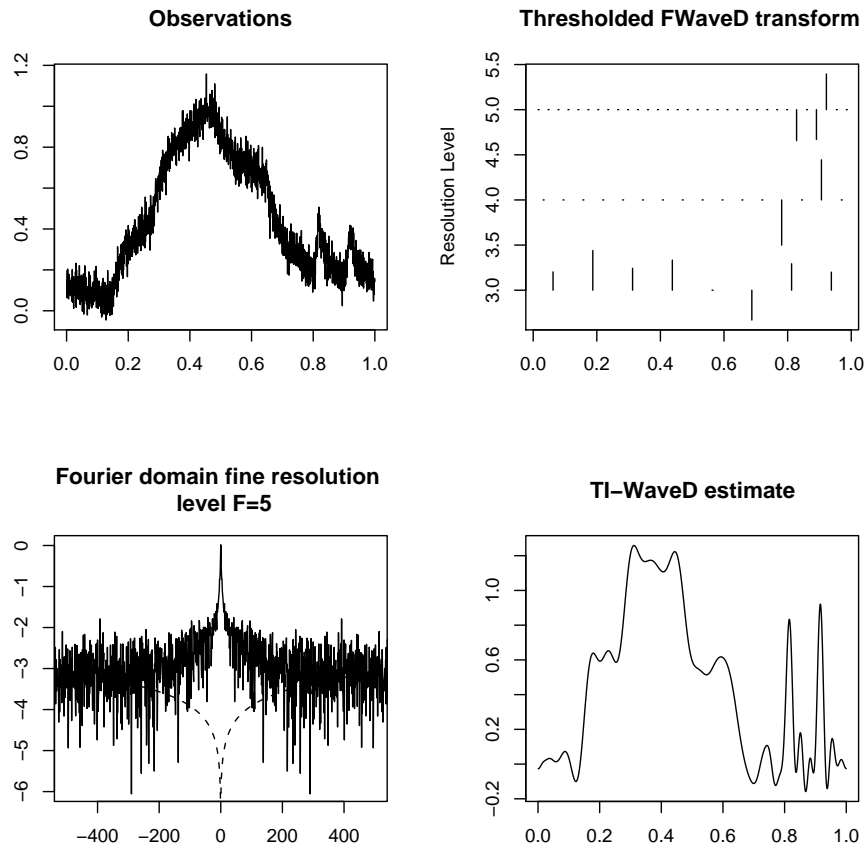 Observations
1.2
0.8
0.4
0.0
0.0 0.2 0.4 0.6 0.8 1.0
Thresholded FWaveD transform
Resolution Level
5.5
5.0
4.5
4.0
3.5
3.0
0.0 0.2 0.4 0.6 0.8 1.0
Fourier domain fine resolution
level F=5
0
−1
−2
−3
−4
−5
−6
−400 −200 0 200 400
TI−WaveD estimate
1.0
0.6
0.2
−0.2
0.0 0.2 0.4 0.6 0.8 1.0